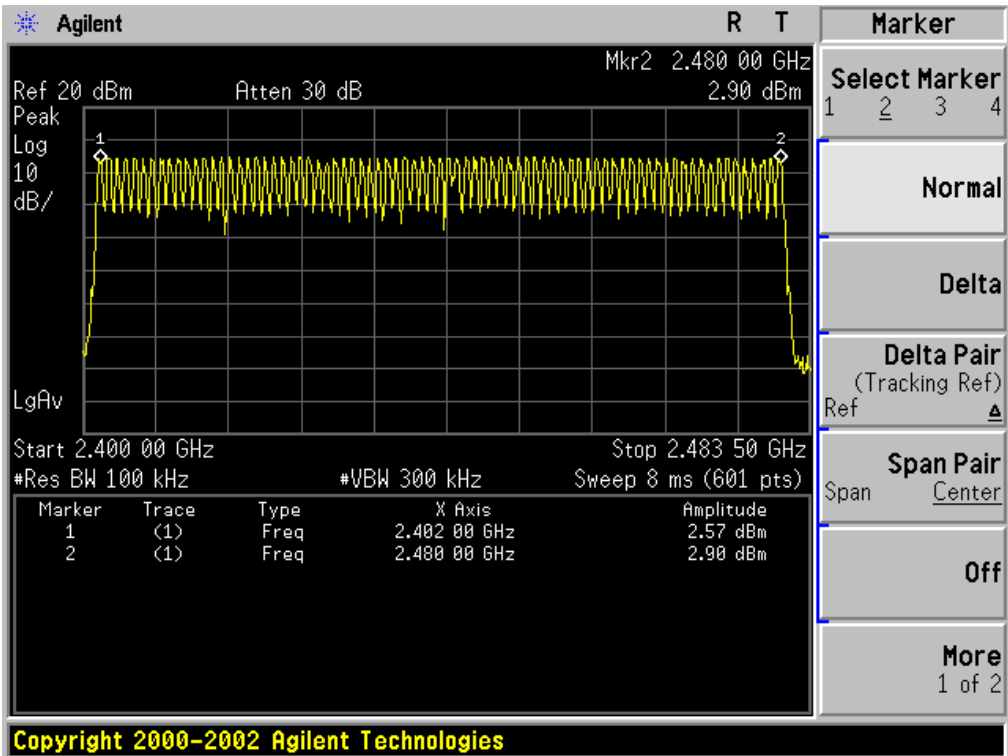 Agilent R T
Mkr2 2.480 00 GHz
Ref 20 dBm Atten 30 dB 2.90 dBm
Peak
Log
10
dB/
1
2
LgAv
Start 2.400 00 GHz Stop 2.483 50 GHz
#Res BW 100 kHz #VBW 300 kHz Sweep 8 ms (601 pts)
Marker Trace Type X Axis Amplitude
1 (1) Freq 2.402 00 GHz 2.57 dBm
2 (1) Freq 2.480 00 GHz 2.90 dBm
Marker
Select Marker
1 2 3 4
Normal
Delta
Delta Pair
(Tracking Ref)
Ref Δ
Span Pair
Span Center
Off
More
1 of 2
Copyright 2000-2002 Agilent Technologies